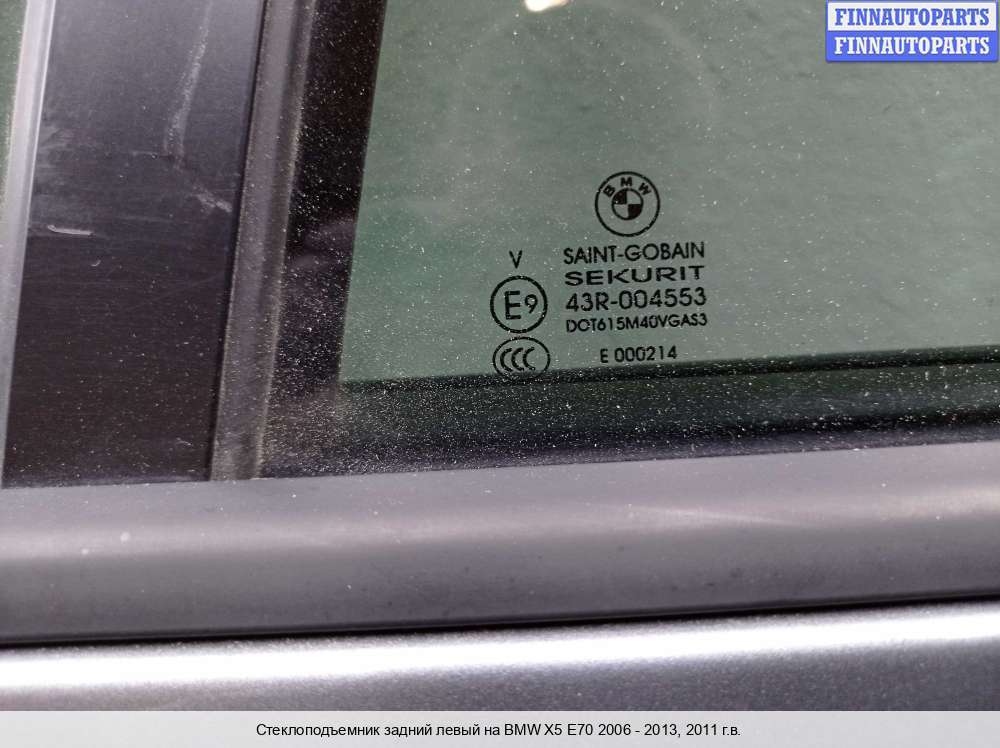 FINNAUTOPARTS
FINNAUTOPARTS
BMW
SAINT-GOBAIN
SEKURIT
V
E9
43R-004553
DOT615M40VGAS3
CCC
E 000214
Стеклоподъемник задний левый на BMW X5 E70 2006 - 2013, 2011 г.в.